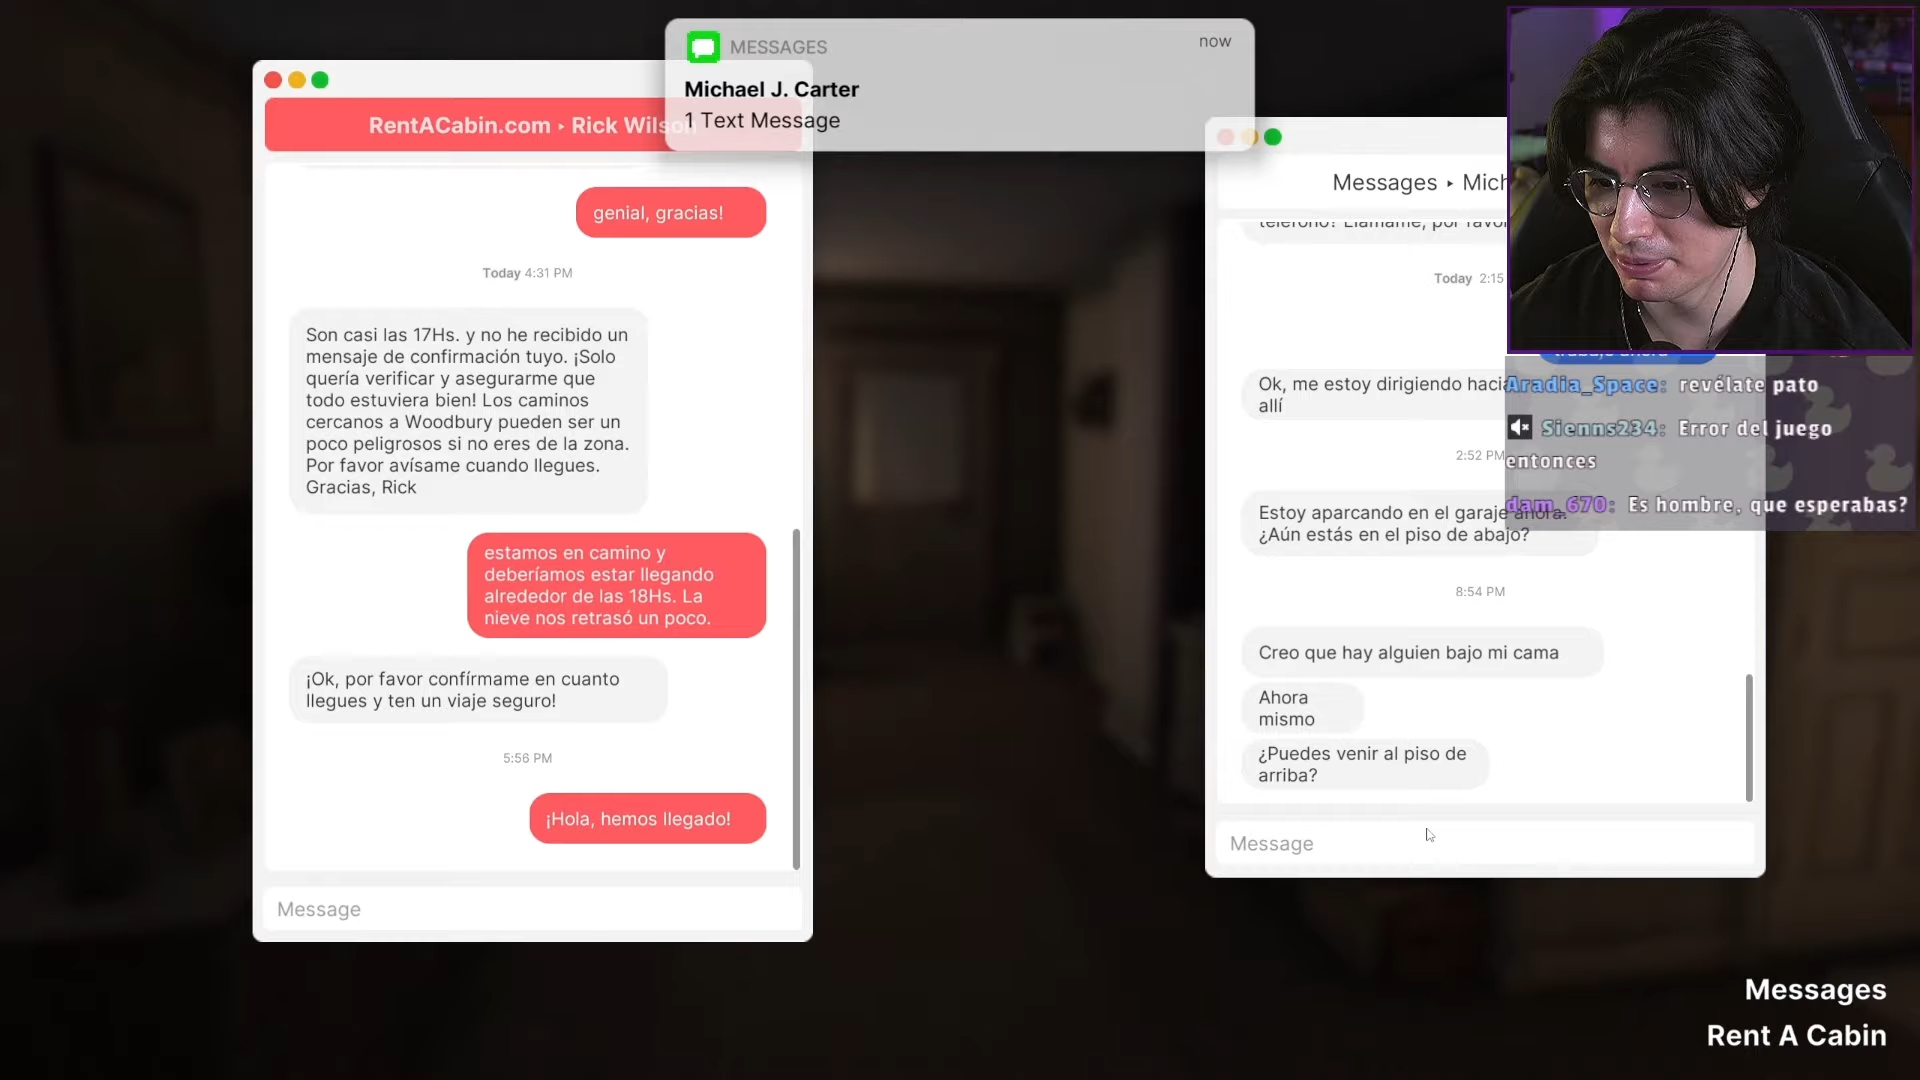 MESSAGES
now
Michael J. Carter
1 Text Message
RentACabin.com ▸ Rick Wilson
genial, gracias!
Today 4:31 PM
Son casi las 17Hs. y no he recibido un
mensaje de confirmación tuyo. ¡Solo
quería verificar y asegurarme que
todo estuviera bien! Los caminos
cercanos a Woodbury pueden ser un
poco peligrosos si no eres de la zona.
Por favor avísame cuando llegues.
Gracias, Rick
estamos en camino y
deberíamos estar llegando
alrededor de las 18Hs. La
nieve nos retrasó un poco.
¡Ok, por favor confírmame en cuanto
llegues y ten un viaje seguro!
5:56 PM
¡Hola, hemos llegado!
Message
Messages ▸ Mich
teléfono? Llámame, por favor
Today 2:15
Ok, me estoy dirigiendo hacia
allí
2:52 PM
Estoy aparcando en el garaje ahora.
¿Aún estás en el piso de abajo?
8:54 PM
Creo que hay alguien bajo mi cama
Ahora
mismo
¿Puedes venir al piso de
arriba?
Message
Aradia_Space: revélate pato
Sienns234: Error del juego
entonces
dam_670: Es hombre, que esperabas?
Messages
Rent A Cabin